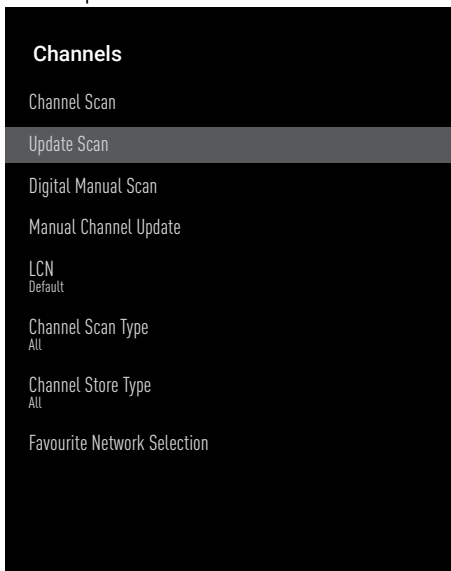 Channels
Channel Scan
Update Scan
Digital Manual Scan
Manual Channel Update
LCN
Default
Channel Scan Type
All
Channel Store Type
All
Favourite Network Selection